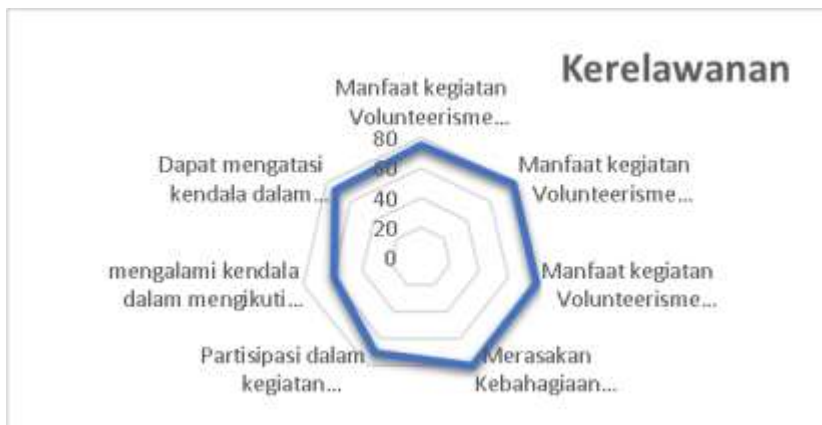 Kerelawanan
Manfaat kegiatan
Volunteerisme...
80
60
40
20
0
Manfaat kegiatan
Volunteerisme...
Manfaat kegiatan
Volunteerisme...
Merasakan
Kebahagiaan...
Partisipasi dalam
kegiatan...
mengalami kendala
dalam mengikuti...
Dapat mengatasi
kendala dalam...